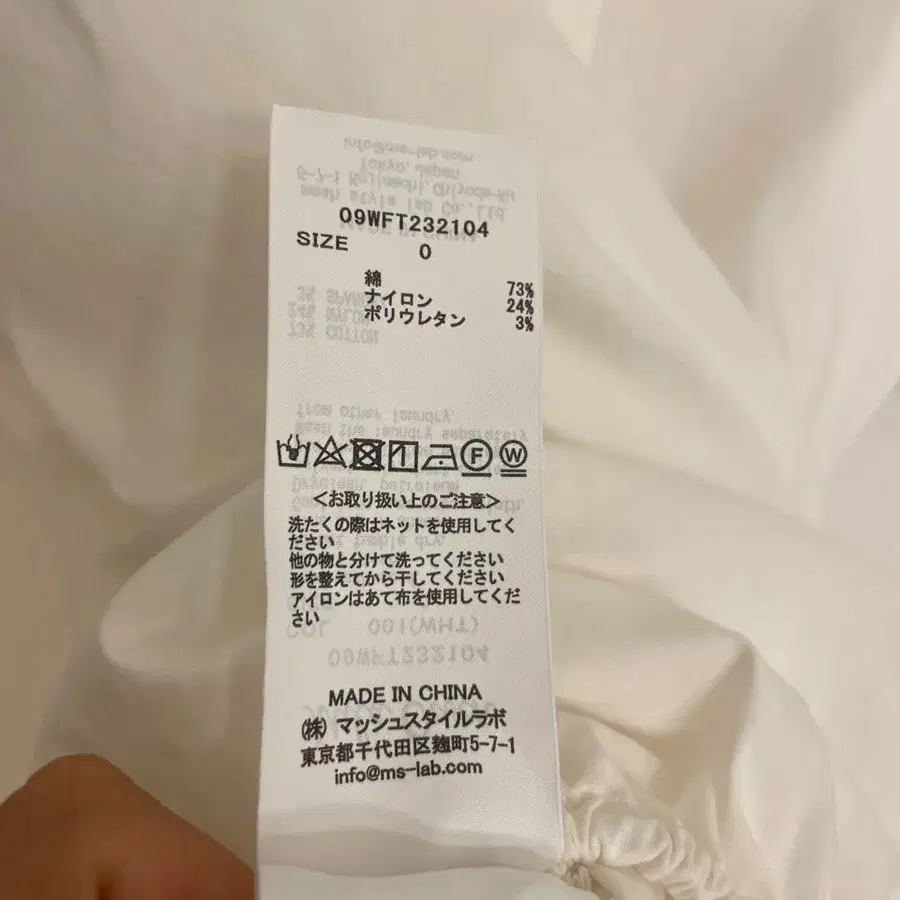 09WFT232104
SIZE 0
綿 73%
ナイロン 24%
ポリウレタン 3%
F W
<お取り扱い上のご注意>
洗たくの際はネットを使用してく
ださい
他の物と分けて洗ってください
形を整えてから干してください
アイロンはあて布を使用してくだ
さい
MADE IN CHINA
㈱ マッシュスタイルラボ
東京都千代田区麹町5-7-1
info@ms-lab.com